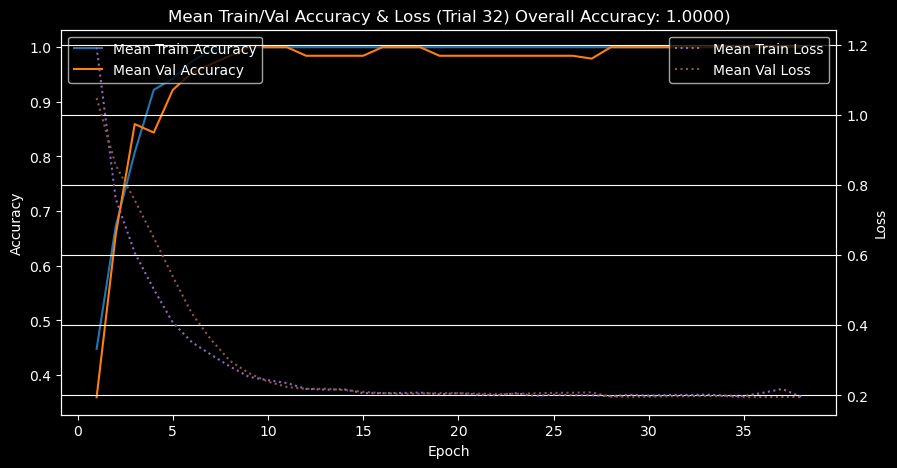 Mean Train/Val Accuracy & Loss (Trial 32) Overall Accuracy: 1.0000)
Mean Train Accuracy
Mean Val Accuracy
Mean Train Loss
Mean Val Loss
1.0
0.9
0.8
0.7
0.6
0.5
0.4
Accuracy
1.2
1.0
0.8
0.6
0.4
0.2
Loss
0 5 10 15 20 25 30 35
Epoch